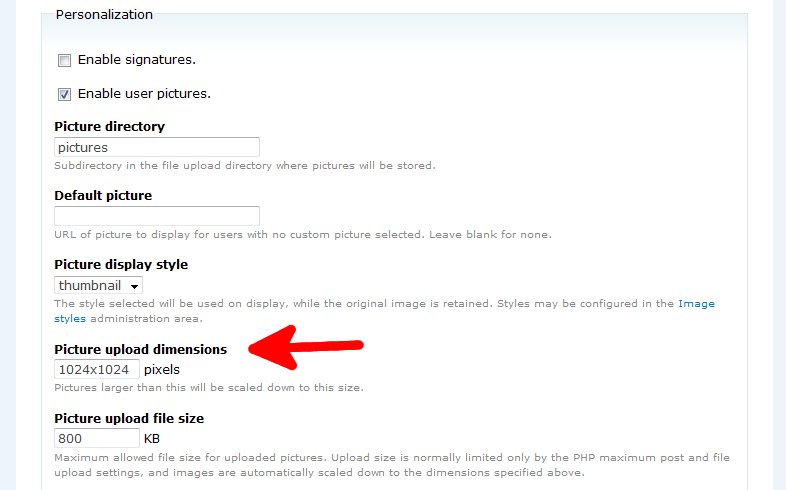 Personalization
Enable signatures.
Enable user pictures.
Picture directory
pictures
Subdirectory in the file upload directory where pictures will be stored.
Default picture
URL of picture to display for users with no custom picture selected. Leave blank for none.
Picture display style
thumbnail
The style selected will be used on display, while the original image is retained. Styles may be configured in the Image
styles administration area.
Picture upload dimensions
1024x1024 pixels
Pictures larger than this will be scaled down to this size.
Picture upload file size
800 KB
Maximum allowed file size for uploaded pictures. Upload size is normally limited only by the PHP maximum post and file
upload settings, and images are automatically scaled down to the dimensions specified above.